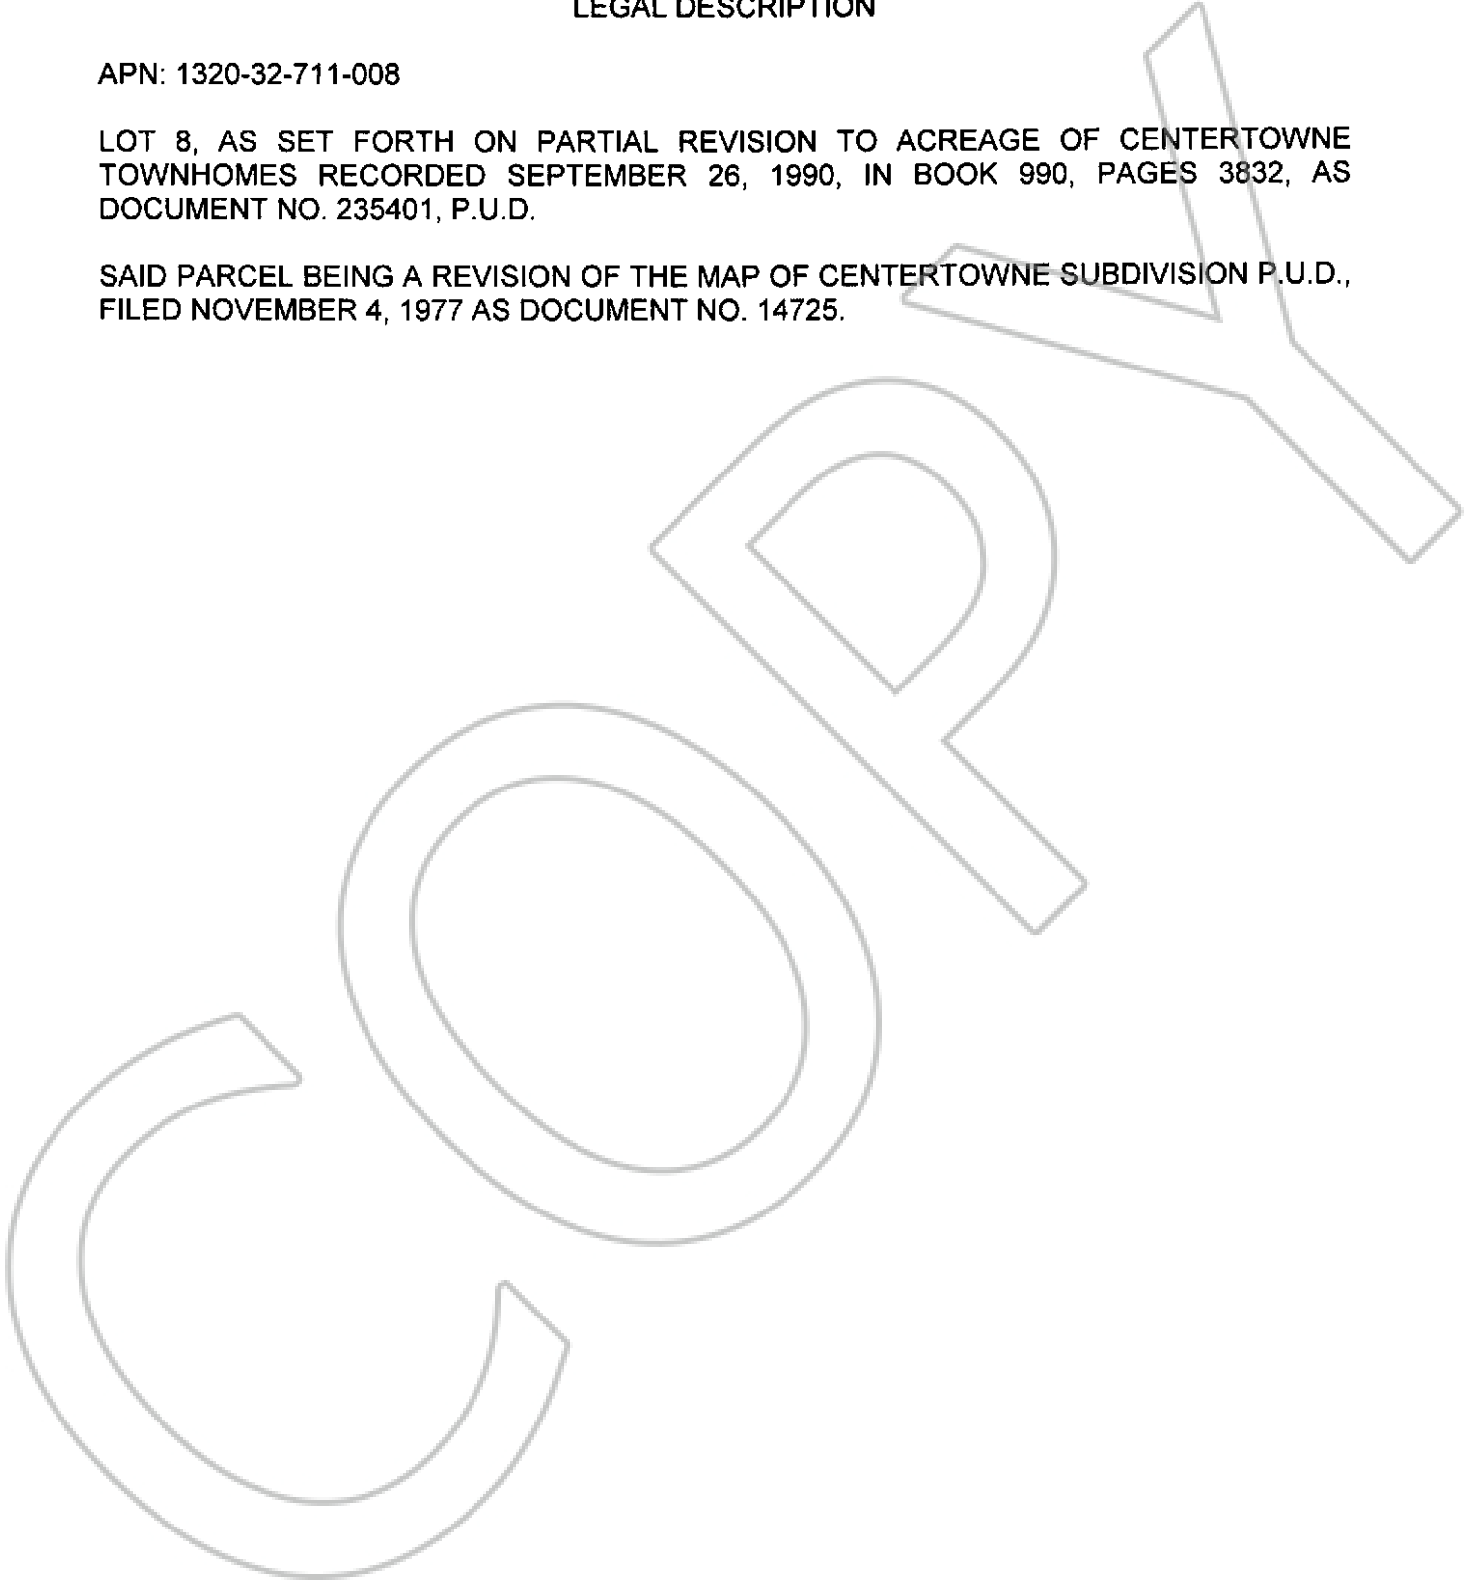 LEGAL DESCRIPTION
APN: 1320-32-711-008
LOT 8, AS SET FORTH ON PARTIAL REVISION TO ACREAGE OF CENTERTOWNE
TOWNHOMES RECORDED SEPTEMBER 26, 1990, IN BOOK 990, PAGES 3832, AS
DOCUMENT NO. 235401, P.U.D.
SAID PARCEL BEING A REVISION OF THE MAP OF CENTERTOWNE SUBDIVISION P.U.D.,
FILED NOVEMBER 4, 1977 AS DOCUMENT NO. 14725.
COPY